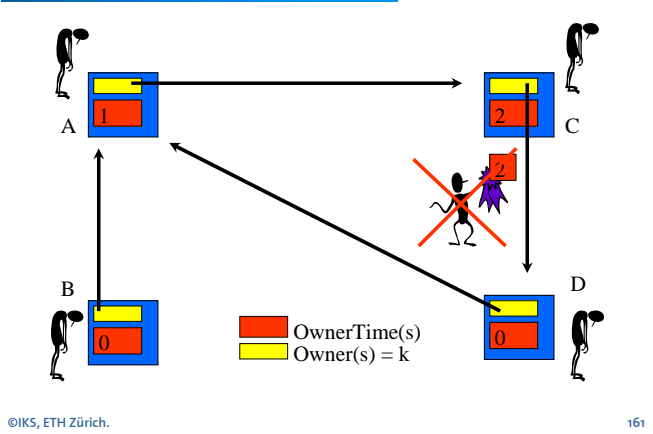 1
2
A
C
2
B
D
0
0
OwnerTime(s)
Owner(s) = k
©IKS, ETH Zürich.
161